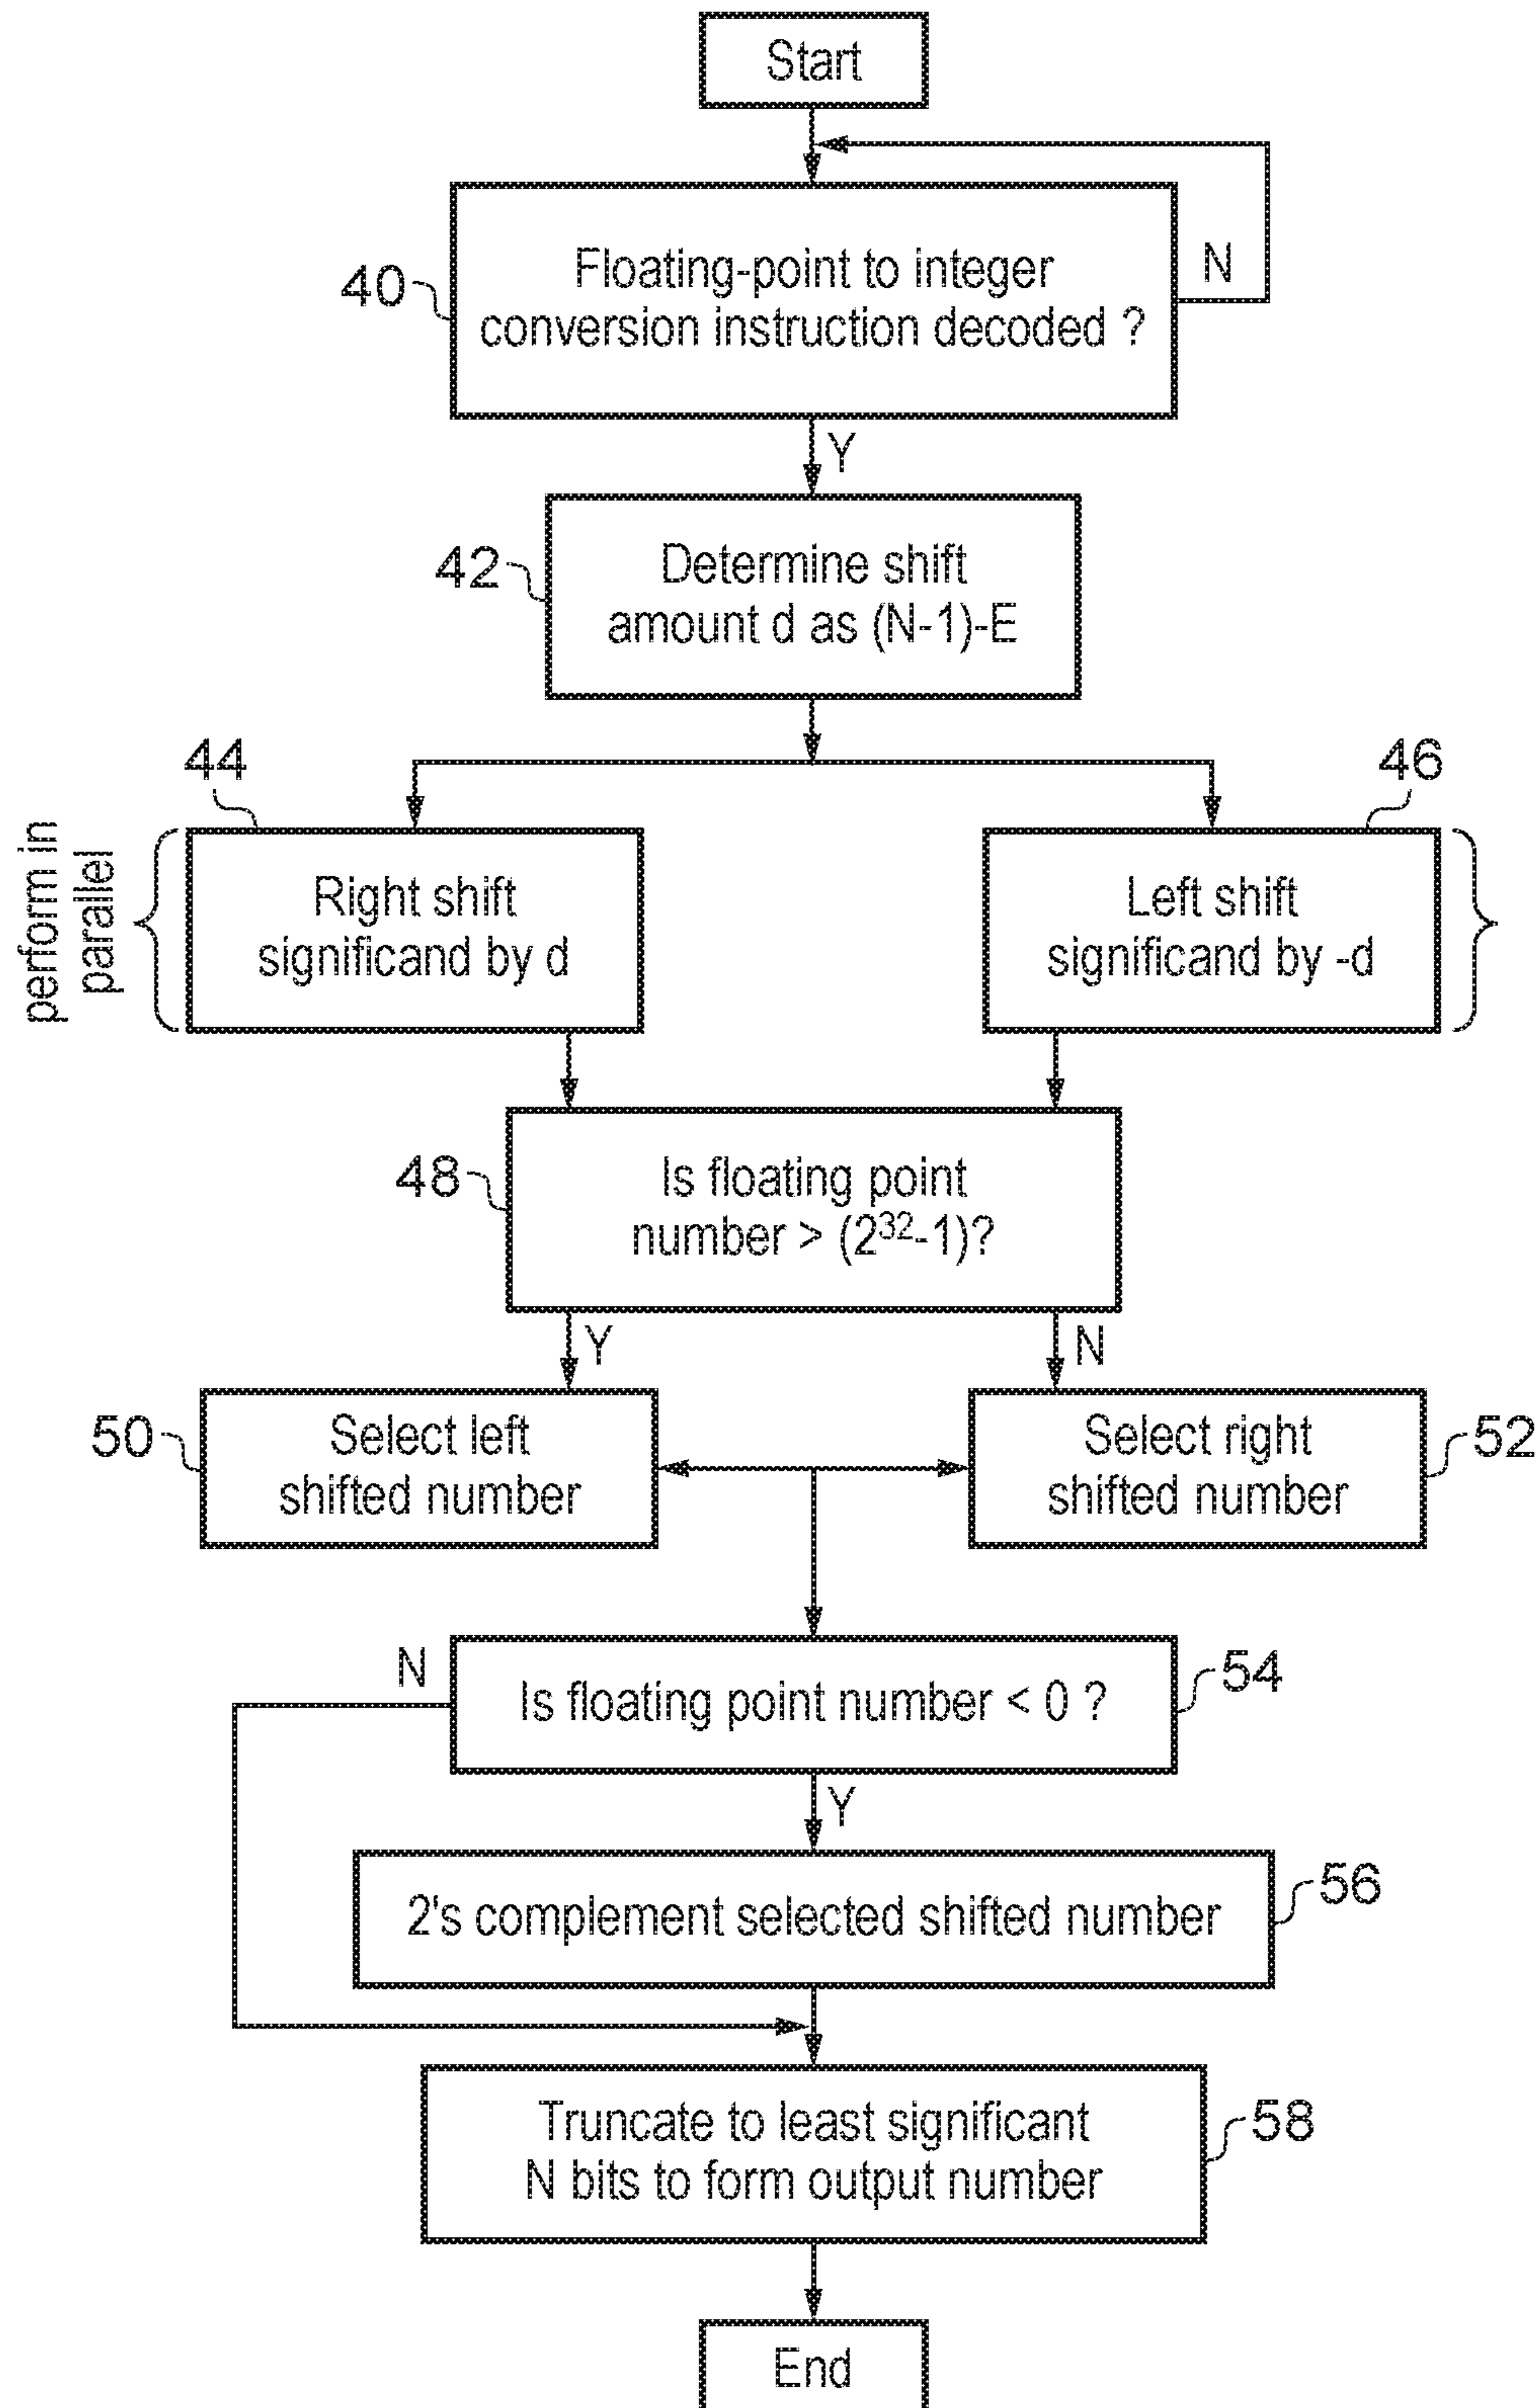 Start
40
Floating-point to integer
conversion instruction decoded ?
N
Y
42
Determine shift
amount d as (N-1)-E
44
46
perform in
parallel
Right shift
significand by d
Left shift
significand by -d
48
Is floating point
number > (2³²-1)?
Y
N
50
Select left
shifted number
Select right
shifted number
52
N
Is floating point number < 0 ?
54
Y
2's complement selected shifted number
56
Truncate to least significant
N bits to form output number
58
End